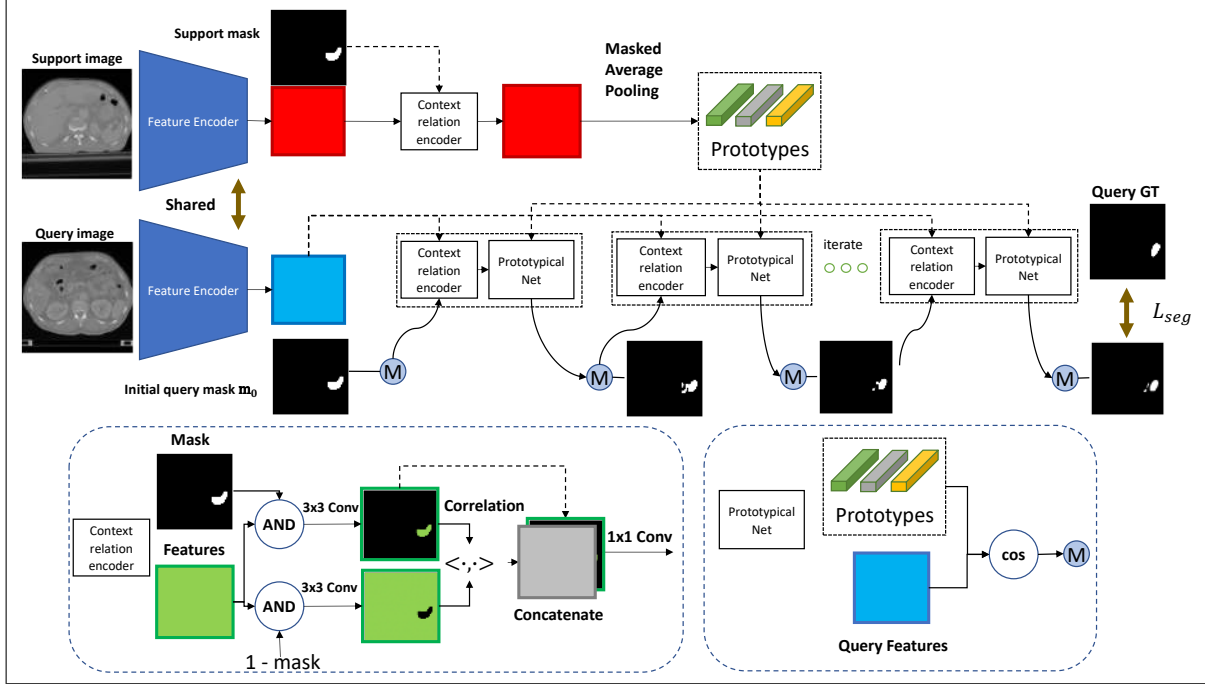 Support mask
Support image
Feature Encoder
Context
relation
encoder
Masked
Average
Pooling
Prototypes
Shared
Query GT
Query image
Feature Encoder
Context
relation
encoder
Prototypical
Net
Context
relation
encoder
Prototypical
Net
iterate
Context
relation
encoder
Prototypical
Net
L_seg
M
M
M
M
Initial query mask m₀
Mask
Context
relation
encoder
Features
AND
3x3 Conv
Correlation
AND
3x3 Conv
<·,·>
1x1 Conv
Concatenate
1 - mask
Prototypical
Net
Prototypes
cos
M
Query Features